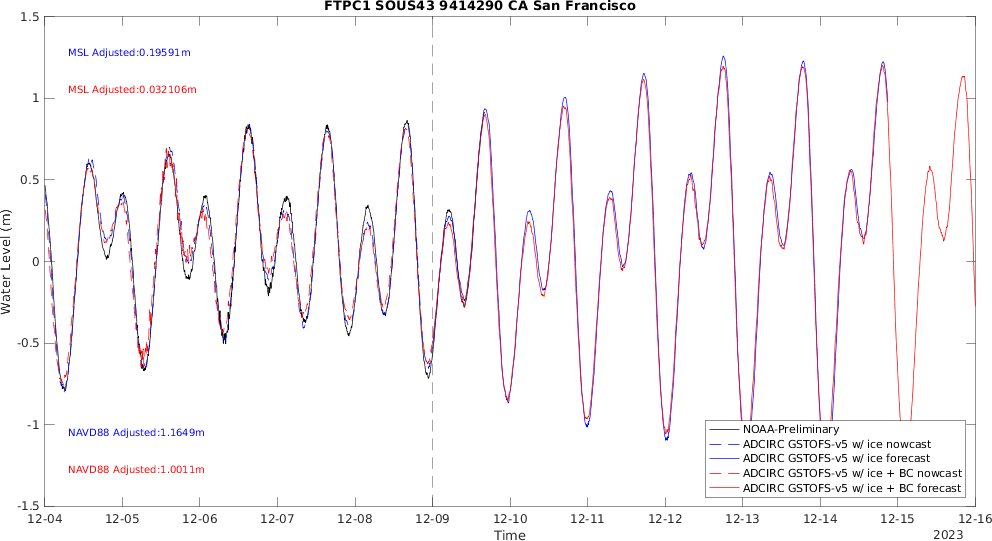 FTPC1 SOUS43 9414290 CA San Francisco
1.5
1
0.5
0
-0.5
-1
-1.5
Water Level (m)
MSL Adjusted:0.19591m
MSL Adjusted:0.032106m
NAVD88 Adjusted:1.1649m
NAVD88 Adjusted:1.0011m
NOAA-Preliminary
ADCIRC GSTOFS-v5 w/ ice nowcast
ADCIRC GSTOFS-v5 w/ ice forecast
ADCIRC GSTOFS-v5 w/ ice + BC nowcast
ADCIRC GSTOFS-v5 w/ ice + BC forecast
12-04 12-05 12-06 12-07 12-08 12-09 12-10 12-11 12-12 12-13 12-14 12-15 12-16
Time
2023